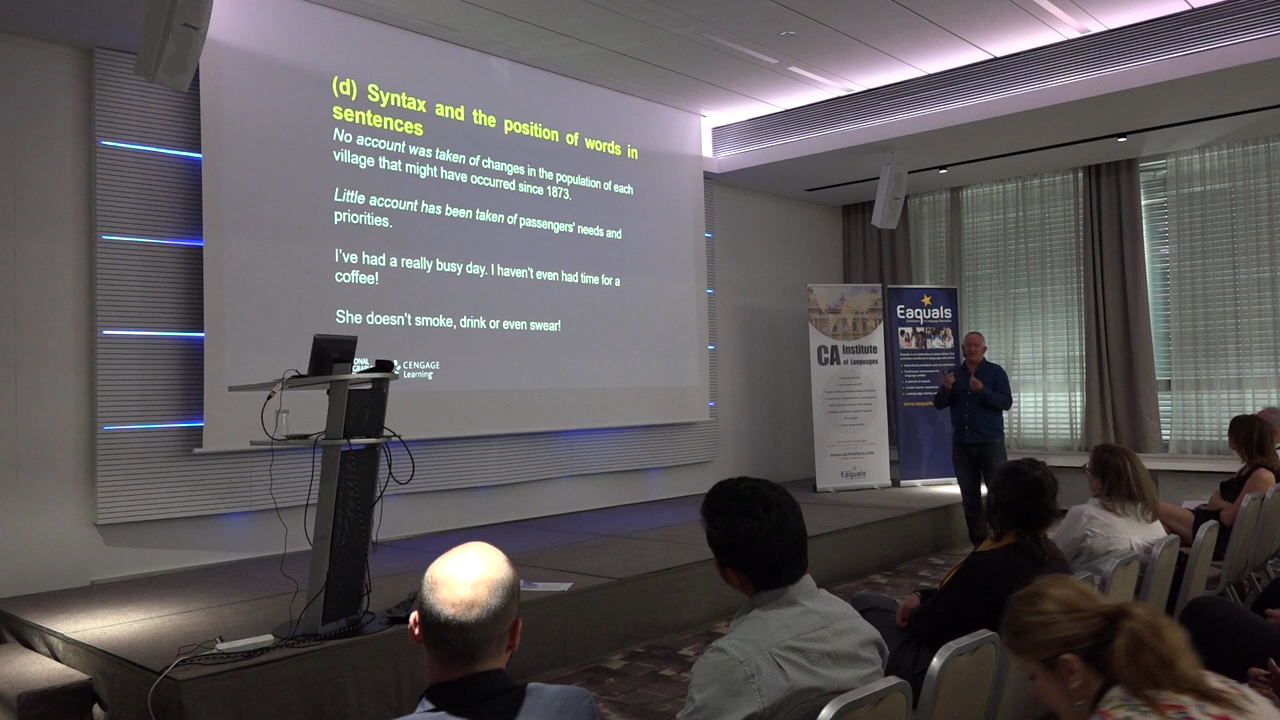 (d) Syntax and the position of words in
sentences
No account was taken of changes in the population of each
village that might have occurred since 1873.
Little account has been taken of passengers' needs and
priorities.
I've had a really busy day. I haven't even had time for a
coffee!
She doesn't smoke, drink or even swear!
CENGAGE
Learning
CA Institute
of Languages
Eaquals
Eaquals